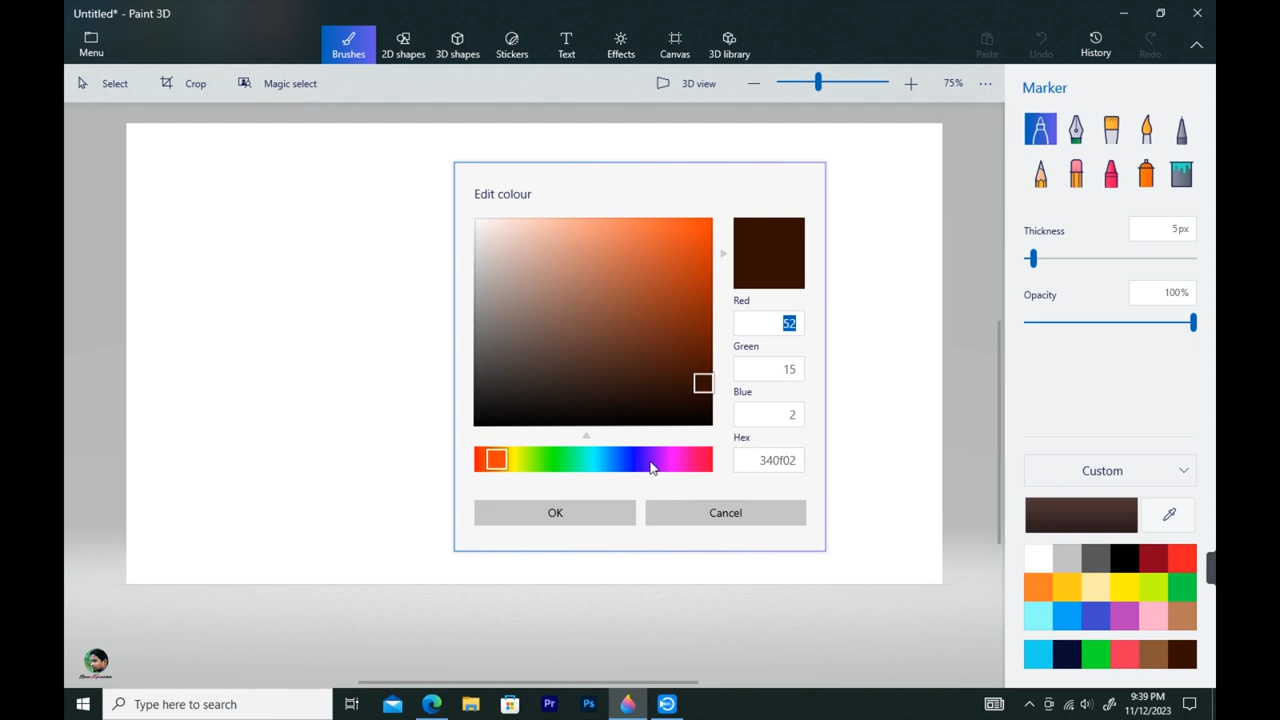 Untitled* - Paint 3D
Menu
Brushes
2D shapes
3D shapes
Stickers
Text
Effects
Canvas
3D library
Paste
Undo
History
Redo
Select
Crop
Magic select
3D view
75%
Marker
Thickness
5px
Opacity
100%
Custom
Edit colour
Red
52
Green
15
Blue
2
Hex
340f02
OK
Cancel
Type here to search
Pr
Ps
9:39 PM
11/12/2023